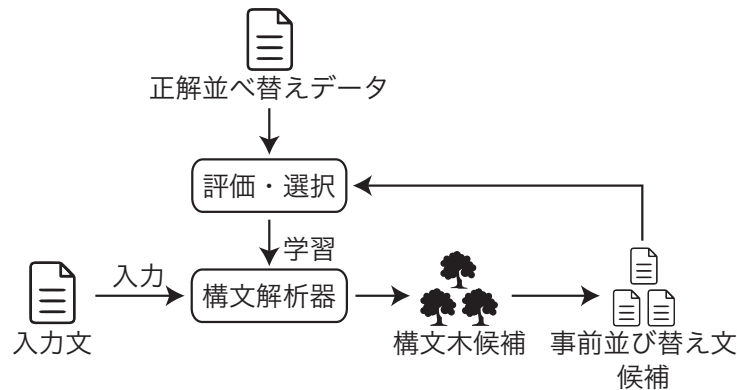 正解並べ替えデータ
評価・選択
学習
入力
構文解析器
入力文
構文木候補
事前並び替え文
候補